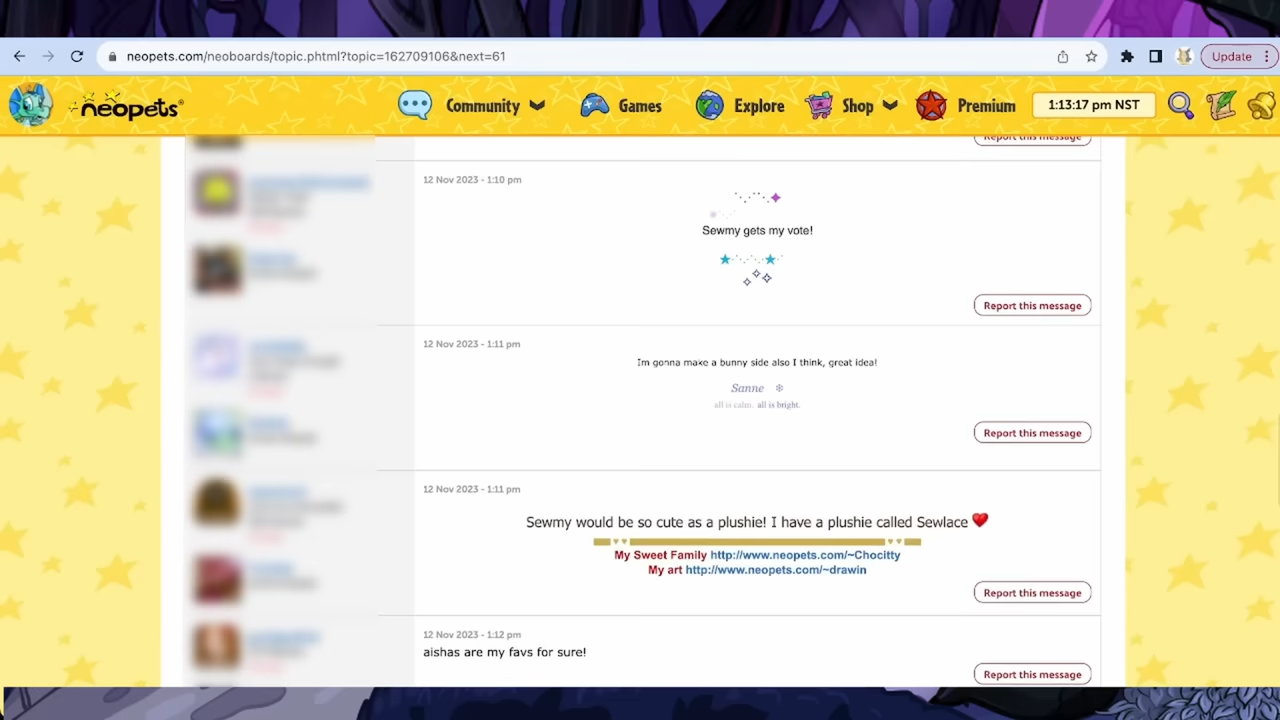 neopets.com/neoboards/topic.phtml?topic=162709106&next=61
Update
neopets
Community
Games
Explore
Shop
Premium
1:13:17 pm NST
Report this message
12 Nov 2023 - 1:10 pm
Sewmy gets my vote!
Report this message
12 Nov 2023 - 1:11 pm
Im gonna make a bunny side also I think, great idea!
Sanne
all is calm. all is bright.
Report this message
12 Nov 2023 - 1:11 pm
Sewmy would be so cute as a plushie! I have a plushie called Sewlace
My Sweet Family http://www.neopets.com/~Chocitty
My art http://www.neopets.com/~drawin
Report this message
12 Nov 2023 - 1:12 pm
aishas are my favs for sure!
Report this message